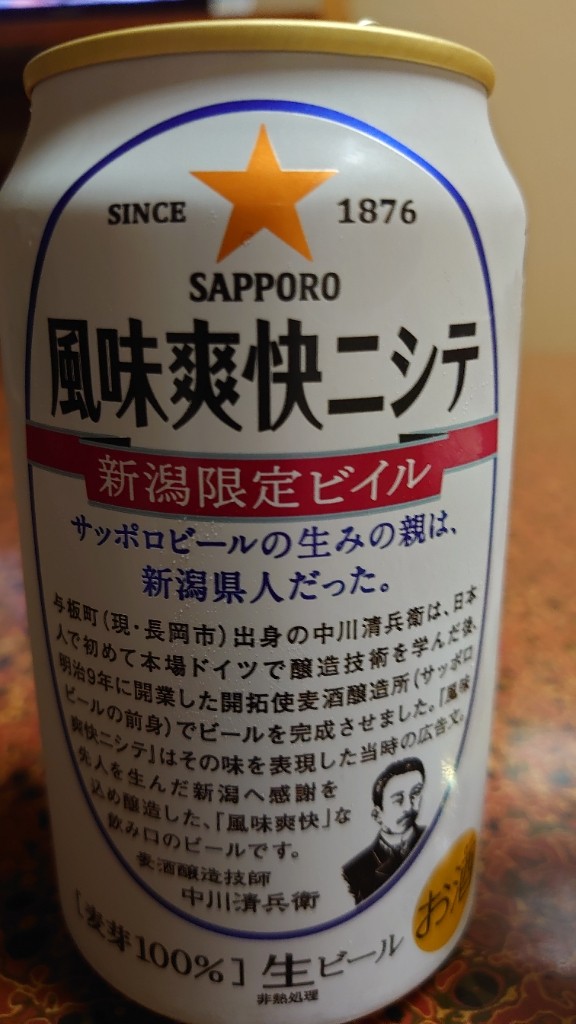 SINCE 1876
SAPPORO
風味爽快ニシテ
新潟限定ビイル
サッポロビールの生みの親は、
新潟県人だった。
与板町(現・長岡市)出身の中川清兵衛は、日本
人で初めて本場ドイツで醸造技術を学んだ後、
明治9年に開業した開拓使麦酒醸造所(サッポロ
ビールの前身)でビールを完成させました。『風味
爽快ニシテ』はその味を表現した当時の広告文。
先人を生んだ新潟へ感謝を
込め醸造した、「風味爽快」な
飲み口のビールです。
麦酒醸造技師
中川清兵衛
お酒
[麦芽100%]生ビール
非熱処理